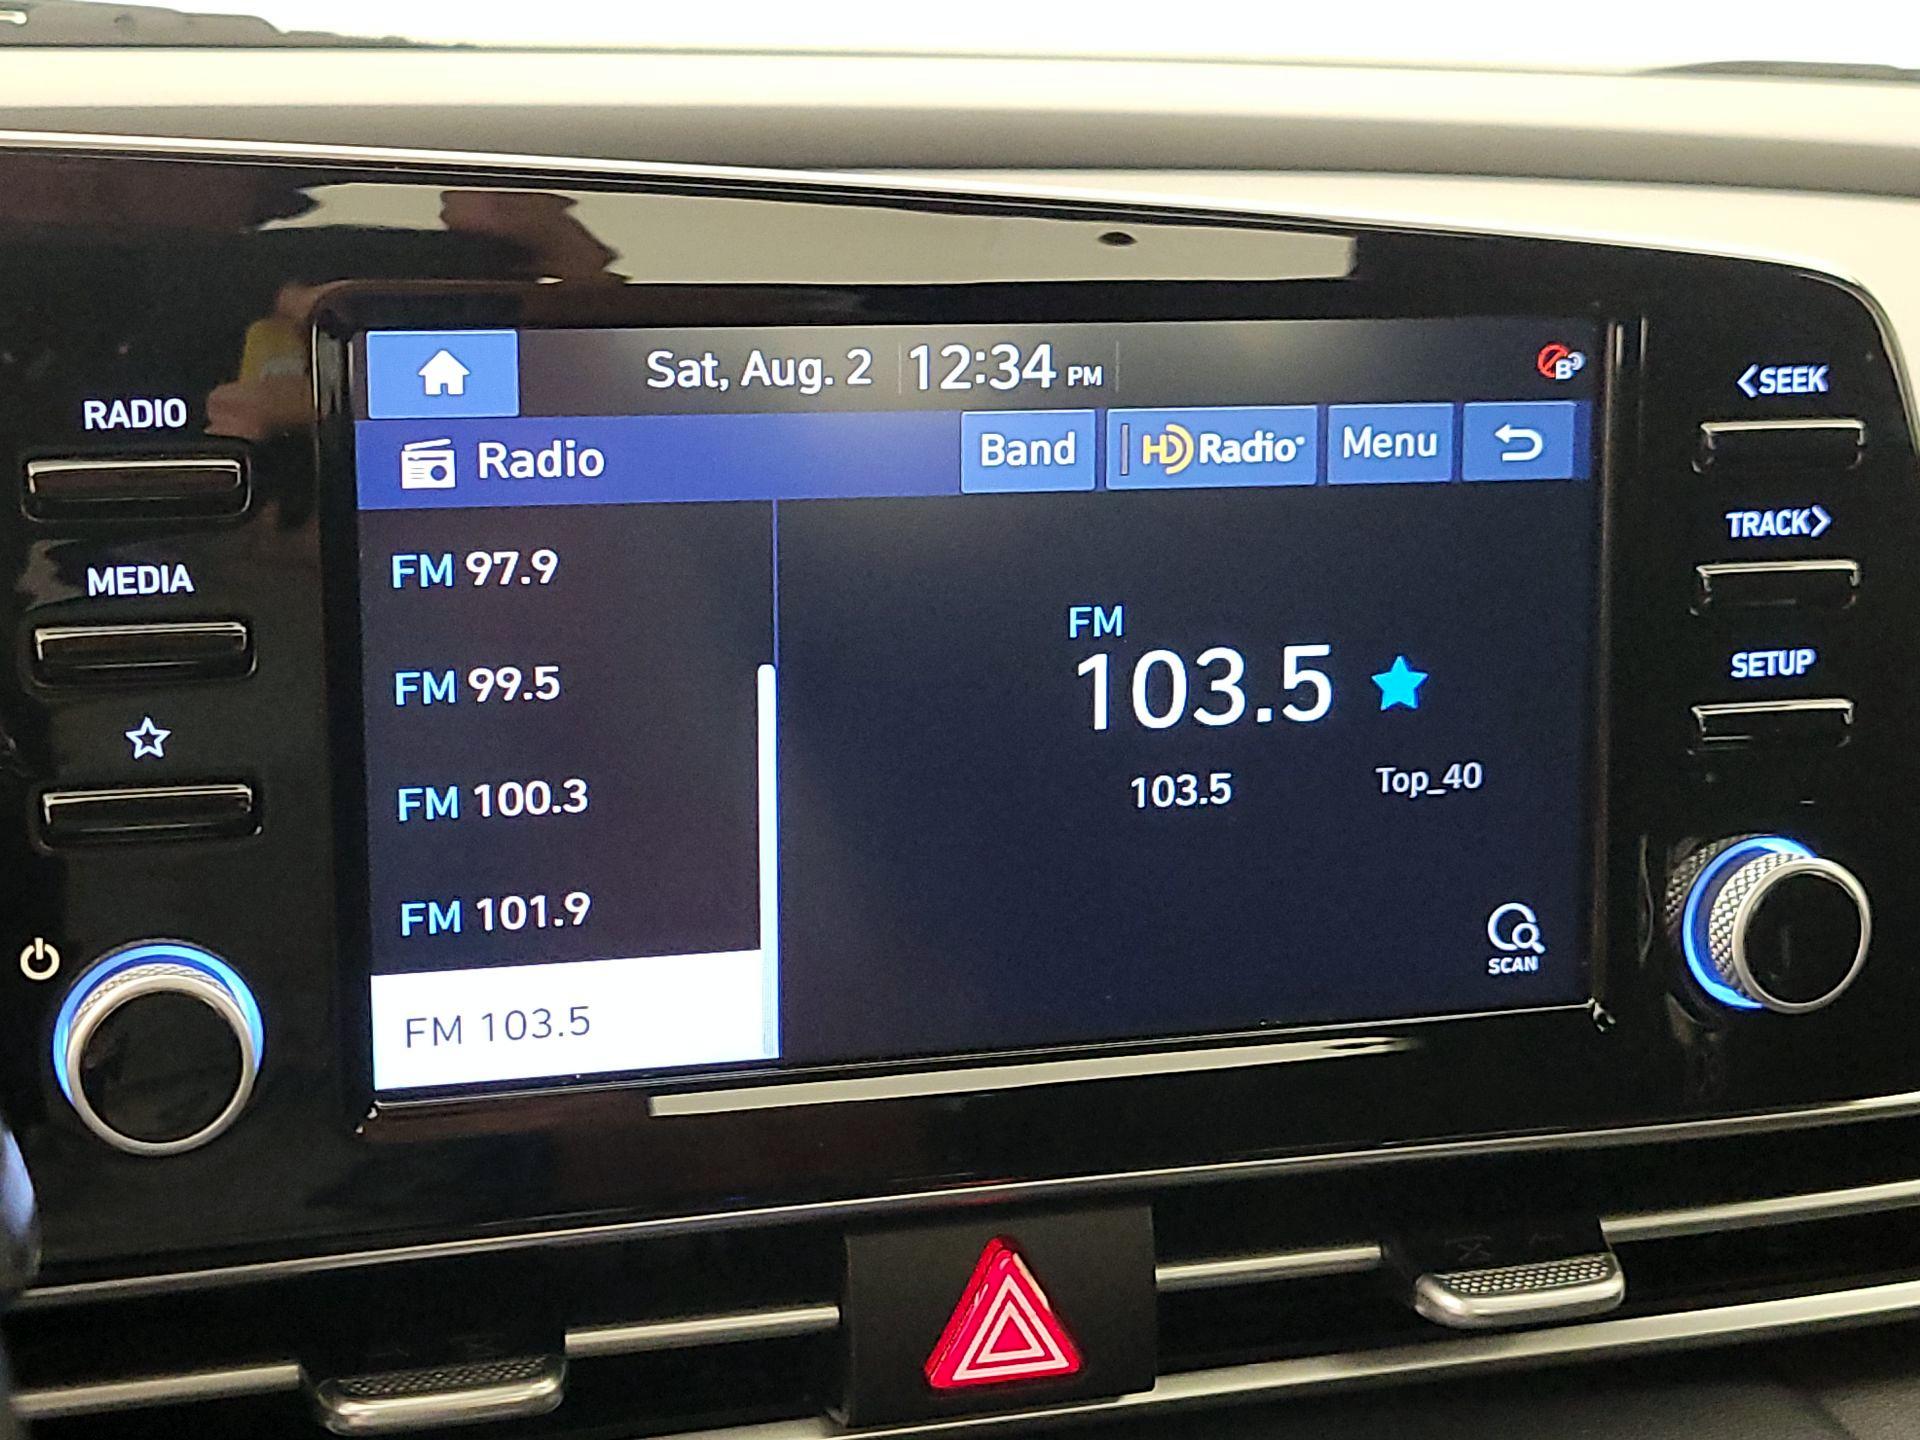 Sat, Aug. 2 12:34 PM
B
Radio Band HD Radio Menu
RADIO
MEDIA
FM 97.9
FM 99.5
FM 100.3
FM 101.9
FM 103.5
FM
103.5
103.5 Top_40
SCAN
<SEEK
TRACK>
SETUP